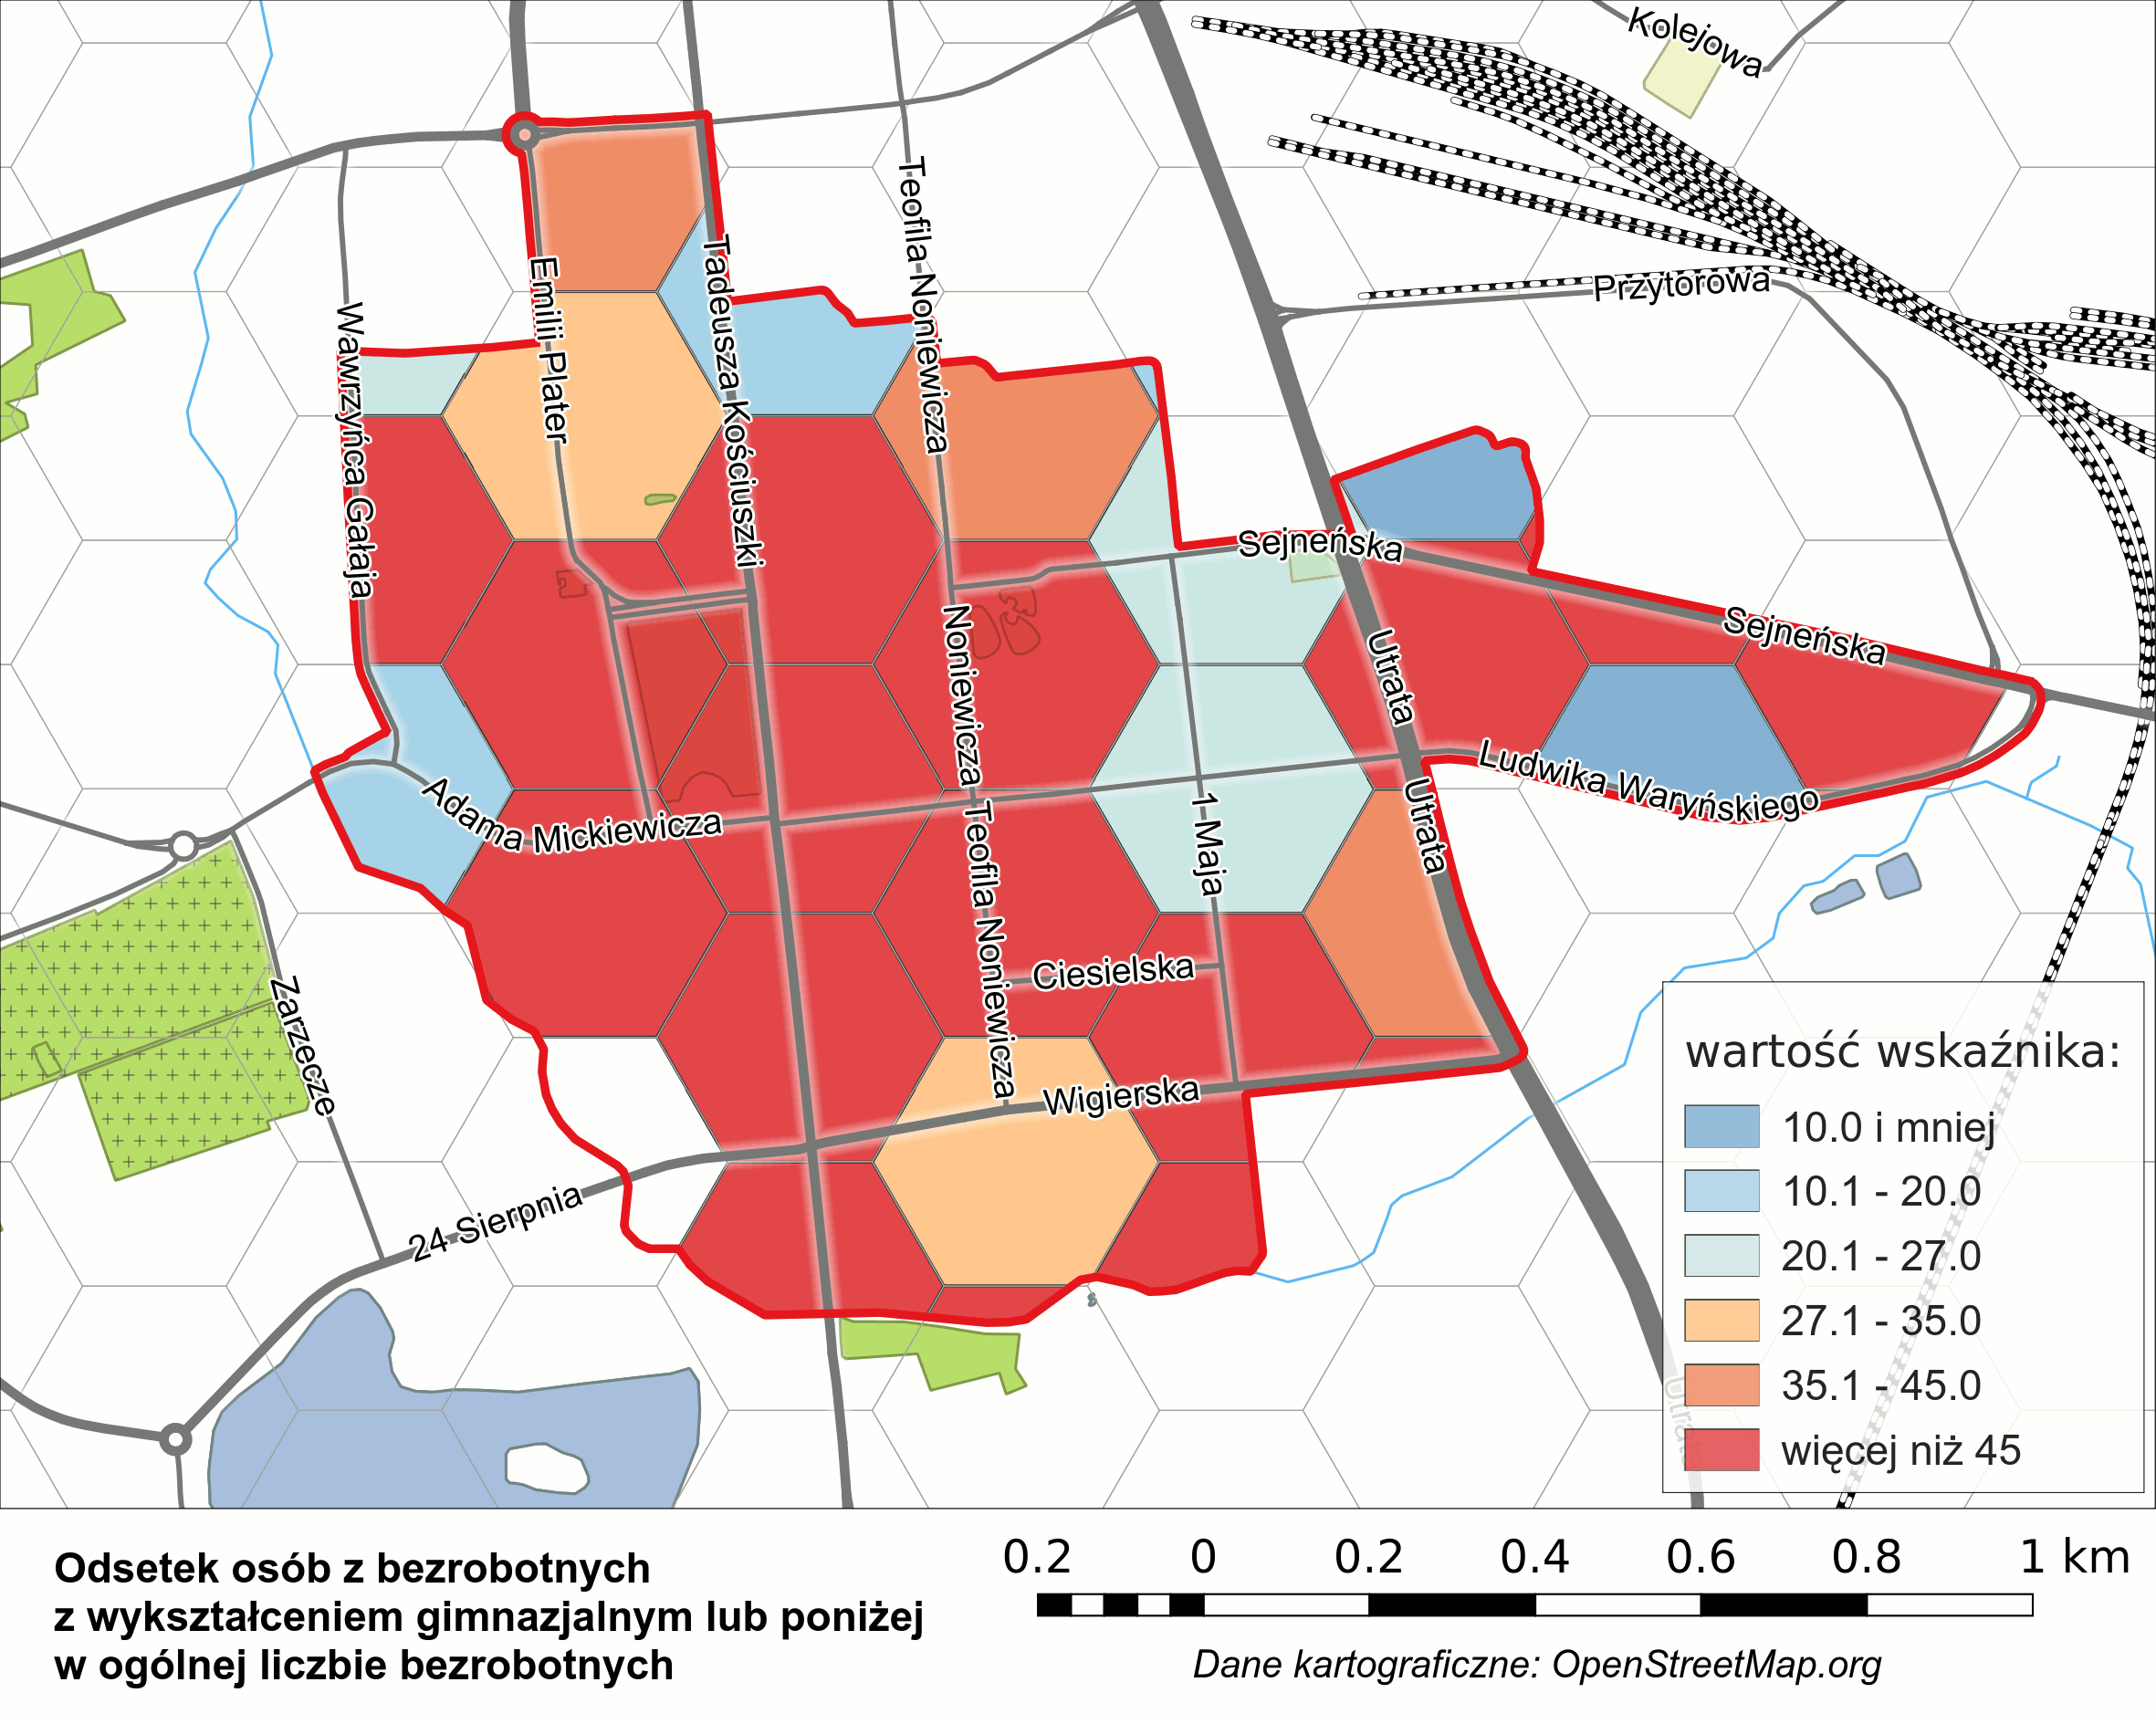 Kolejowa
Teofila Noniewicza
Przytorowa
Emilii Plater
Tadeusza Kościuszki
Wawrzyńca Gałaja
Sejneńska
Sejneńska
Utrata
Noniewicza
Ludwika Waryńskiego
Adama Mickiewicza
Utrata
1 Maja
Teofila Noniewicza
Ciesielska
Zarzecze
Wigierska
24 Sierpnia
Utrata
wartość wskaźnika:
10.0 i mniej
10.1 - 20.0
20.1 - 27.0
27.1 - 35.0
35.1 - 45.0
więcej niż 45
Odsetek osób z bezrobotnych
z wykształceniem gimnazjalnym lub poniżej
w ogólnej liczbie bezrobotnych
0.2 0 0.2 0.4 0.6 0.8 1 km
Dane kartograficzne: OpenStreetMap.org